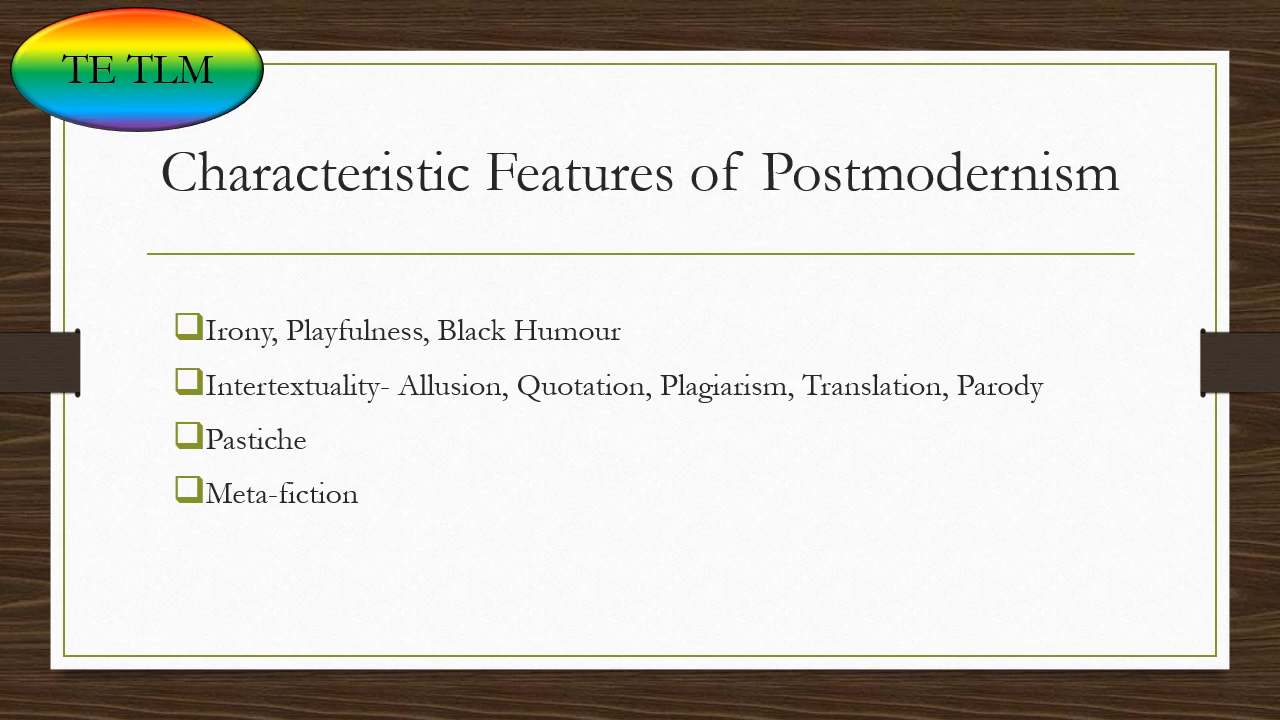 TE TLM
Characteristic Features of Postmodernism
Irony, Playfulness, Black Humour
Intertextuality- Allusion, Quotation, Plagiarism, Translation, Parody
Pastiche
Meta-fiction